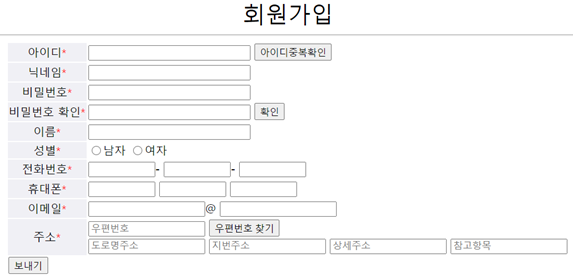 회원가입
아이디* 아이디중복확인
닉네임*
비밀번호*
비밀번호 확인* 확인
이름*
성별* 남자 여자
전화번호* - -
휴대폰*
이메일* @
주소* 우편번호 우편번호 찾기
도로명주소 지번주소 상세주소 참고항목
보내기